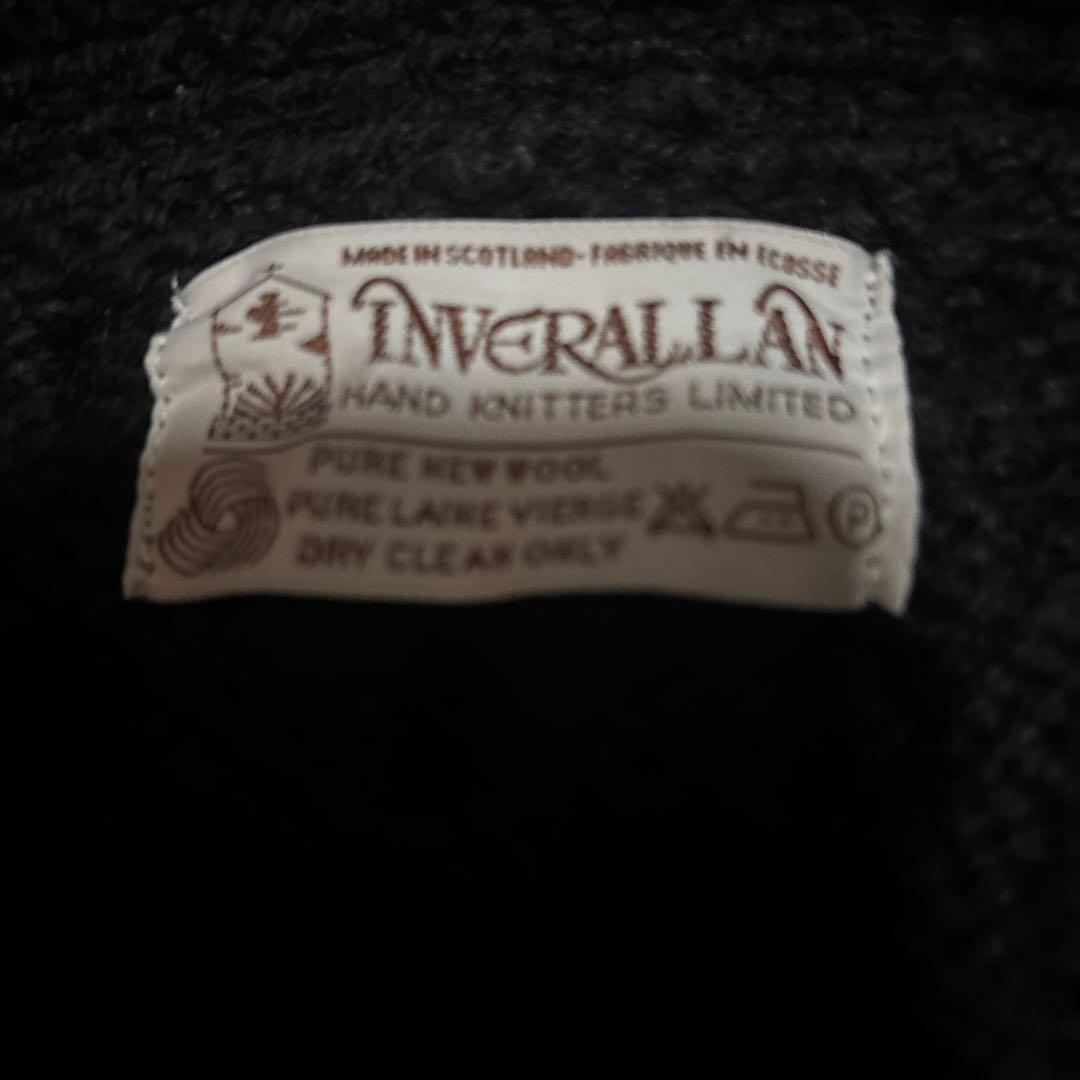 MADE IN SCOTLAND - FABRIQUE EN ECOSSE
INVERALLAN
HAND KNITTERS LIMITED
PURE NEW WOOL
PURE LAINE VIERGE
DRY CLEAN ONLY
P